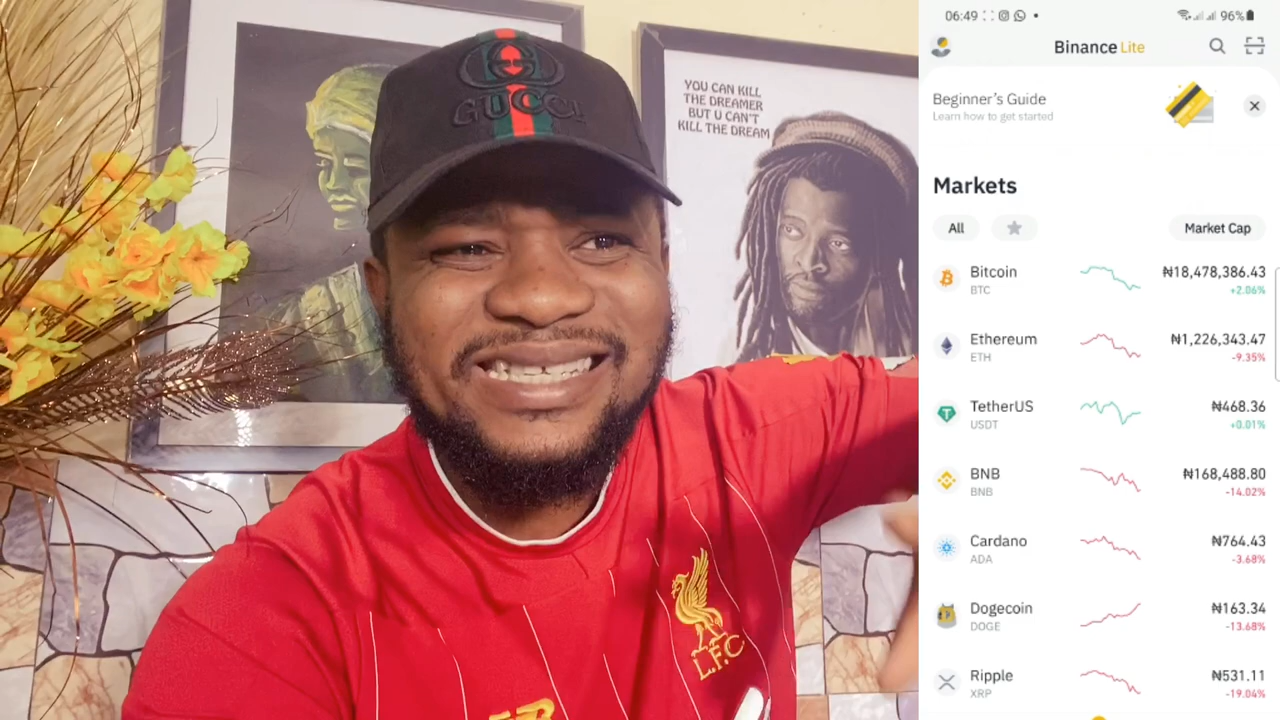 GUCCI
YOU CAN KILL
THE DREAMER
BUT U CAN'T
KILL THE DREAM
L.F.C
06:49
96%
Binance Lite
Beginner's Guide
Learn how to get started
Markets
All
Market Cap
Bitcoin
₦18,478,386.43
BTC
+2.06%
Ethereum
₦1,226,343.47
ETH
-9.35%
TetherUS
₦468.36
USDT
+0.01%
BNB
₦168,488.80
BNB
-14.02%
Cardano
₦764.43
ADA
-3.68%
Dogecoin
₦163.34
DOGE
-13.68%
Ripple
₦531.11
XRP
-19.04%